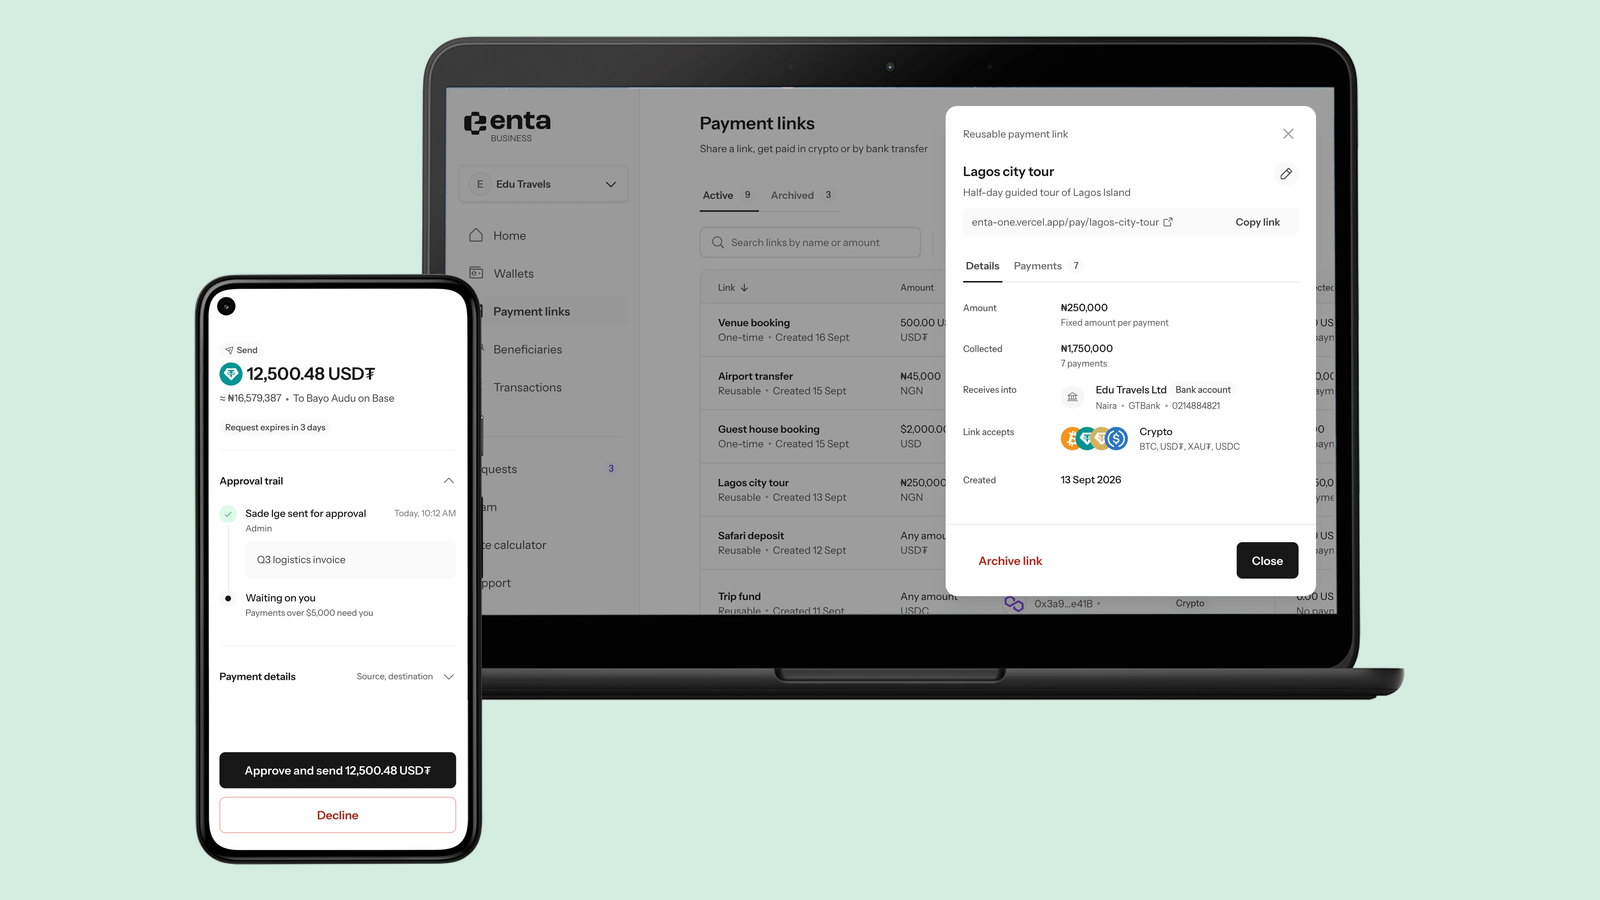 enta
BUSINESS
E Edu Travels
Home
Wallets
Payment links
Beneficiaries
Transactions
quests 3
am
te calculator
pport
Payment links
Share a link, get paid in crypto or by bank transfer
Active 9 Archived 3
Search links by name or amount
Link ↓ Amount
Venue booking 500.00 U
One-time • Created 16 Sept USD₮
Airport transfer ₦45,000
Reusable • Created 15 Sept NGN
Guest house booking $2,000.0
One-time • Created 15 Sept USD
Lagos city tour ₦250,000
Reusable • Created 13 Sept NGN
Safari deposit Any amou
Reusable • Created 12 Sept USD₮
Trip fund Any amount
Reusable • Created 11 Sept USDC
0x3a9...e41B •
Crypto
0.00 US
No payn
Reusable payment link
Lagos city tour
Half-day guided tour of Lagos Island
enta-one.vercel.app/pay/lagos-city-tour Copy link
Details Payments 7
Amount ₦250,000
Fixed amount per payment
Collected ₦1,750,000
7 payments
Receives into Edu Travels Ltd Bank account
Naira • GTBank • 0214884821
Link accepts Crypto
BTC, USD₮, XAU₮, USDC
Created 13 Sept 2026
Archive link Close
Send
12,500.48 USD₮
≈ ₦16,579,387 • To Bayo Audu on Base
Request expires in 3 days
Approval trail
Sade Ige sent for approval Today, 10:12 AM
Admin
Q3 logistics invoice
Waiting on you
Payments over $5,000 need you
Payment details Source, destination
Approve and send 12,500.48 USD₮
Decline